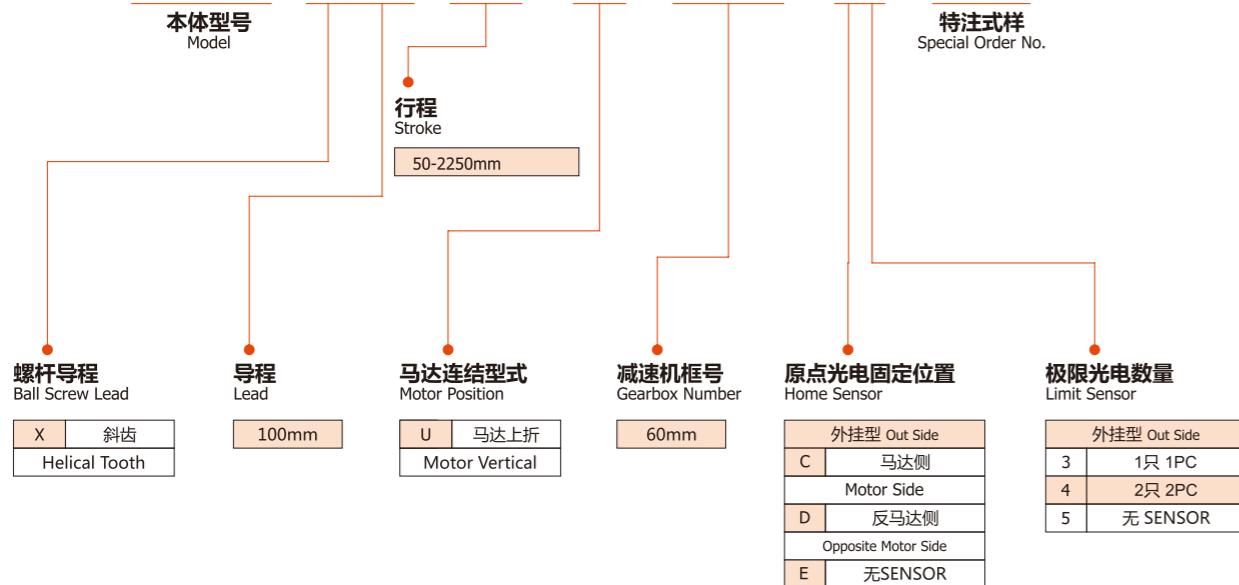 本体型号
Model
特注式样
Special Order No.
行程
Stroke
50-2250mm
螺杆导程
Ball Screw Lead
X 斜齿
Helical Tooth
导程
Lead
100mm
马达连结型式
Motor Position
U 马达上折
Motor Vertical
减速机框号
Gearbox Number
60mm
原点光电固定位置
Home Sensor
外挂型 Out Side
C 马达侧
Motor Side
D 反马达侧
Opposite Motor Side
E 无SENSOR
极限光电数量
Limit Sensor
外挂型 Out Side
3 1只 1PC
4 2只 2PC
5 无 SENSOR